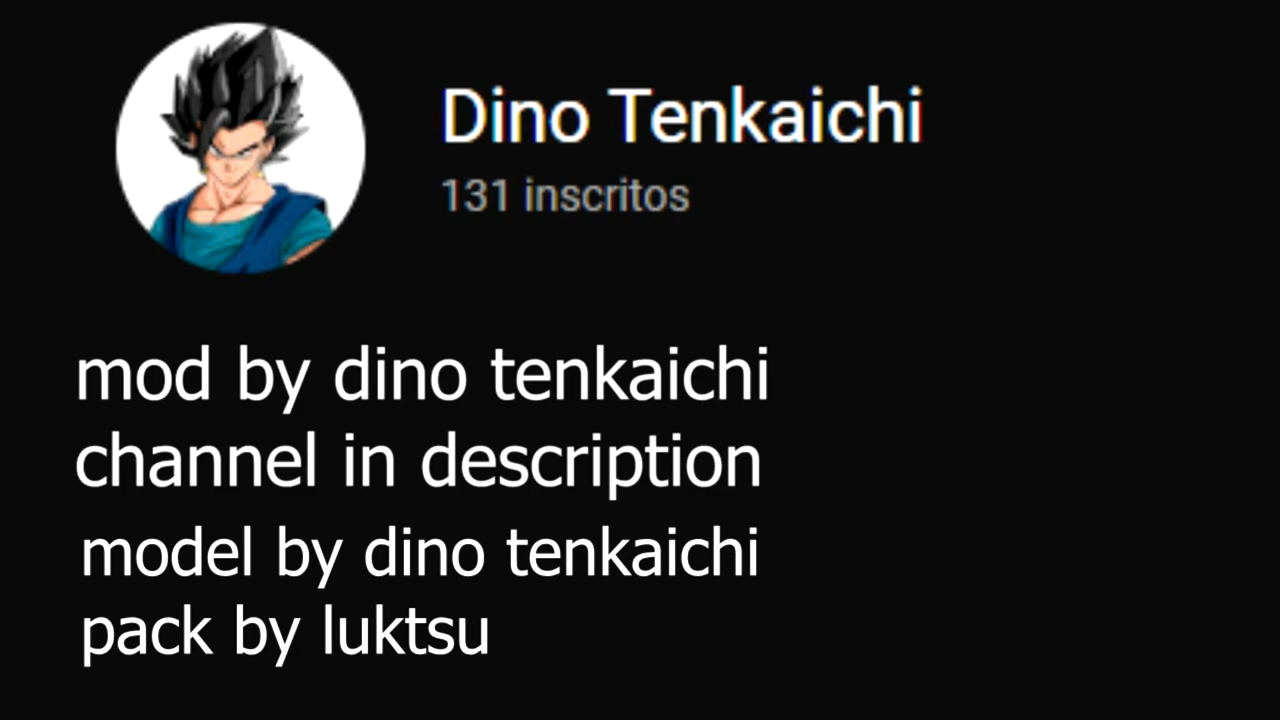 Dino Tenkaichi
131 inscritos
mod by dino tenkaichi
channel in description
model by dino tenkaichi
pack by luktsu